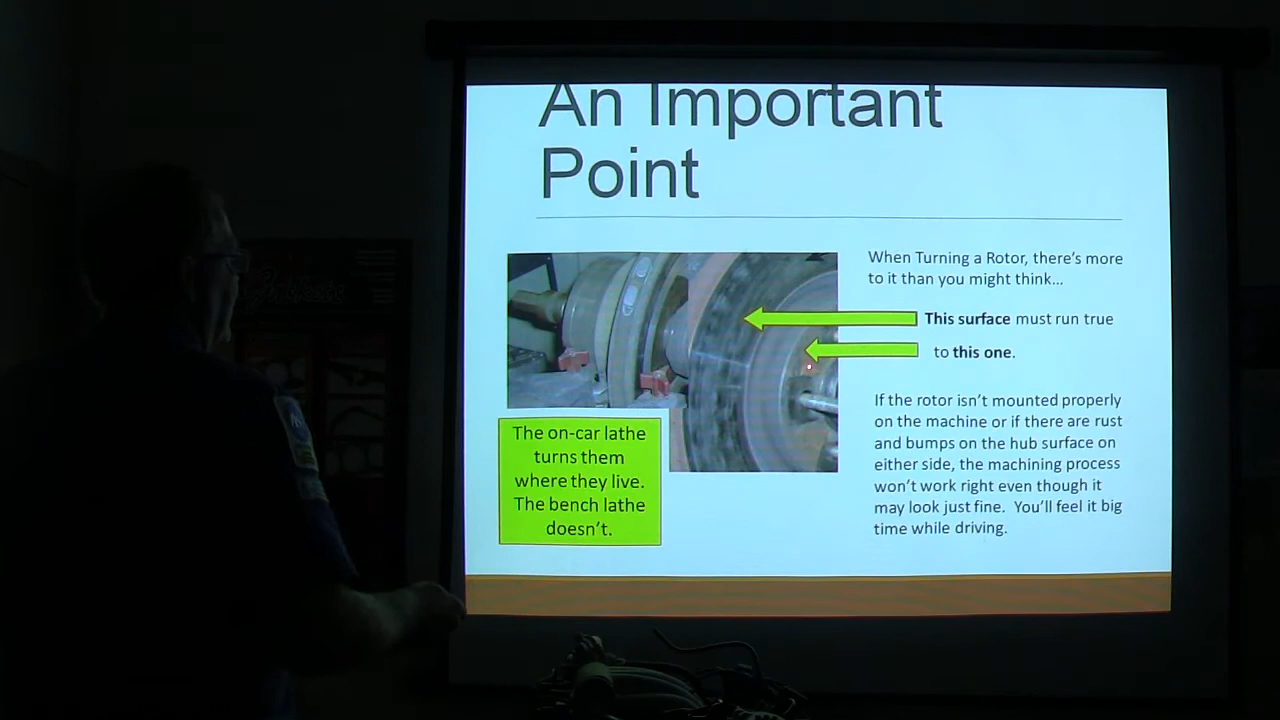 An Important
Point
When Turning a Rotor, there's more
to it than you might think…
This surface must run true
to this one.
If the rotor isn't mounted properly
on the machine or if there are rust
and bumps on the hub surface on
either side, the machining process
won't work right even though it
may look just fine. You'll feel it big
time while driving.
The on-car lathe
turns them
where they live.
The bench lathe
doesn't.